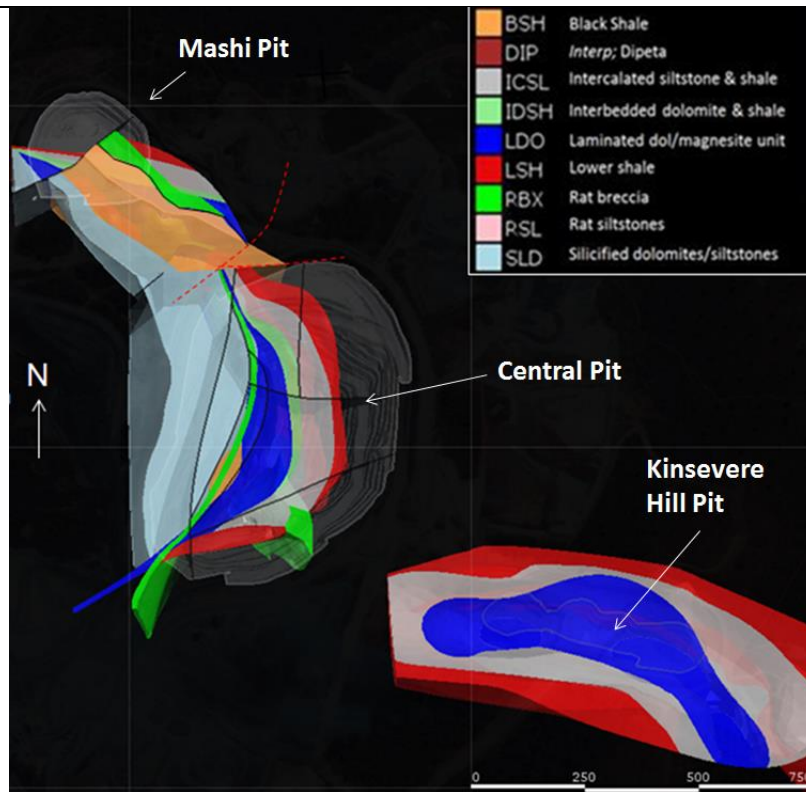 Mashi Pit
BSH Black Shale
DIP Interp; Dipeta
ICSL Intercalated siltstone & shale
IDSH Interbedded dolomite & shale
LDO Laminated dol/magnesite unit
LSH Lower shale
RBX Rat breccia
RSL Rat siltstones
SLD Silicified dolomites/siltstones
N
Central Pit
Kinsevere
Hill Pit
0 250 500 750